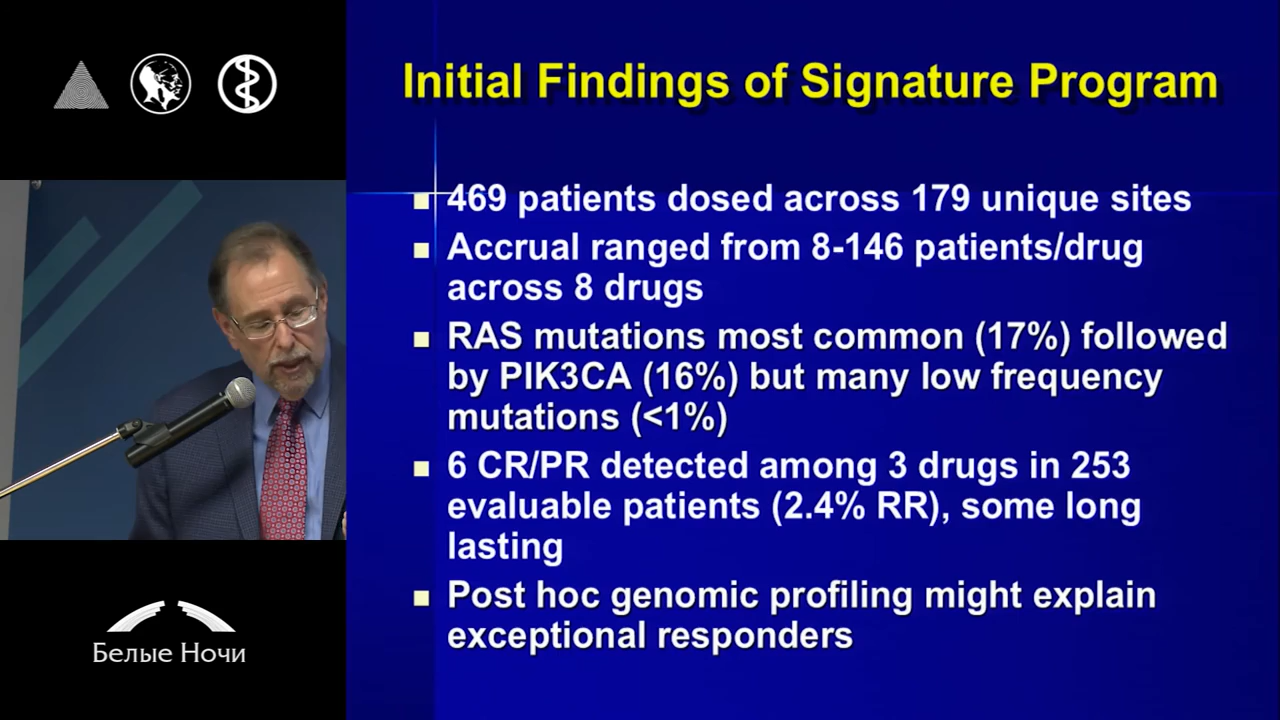 Initial Findings of Signature Program
■ 469 patients dosed across 179 unique sites
■ Accrual ranged from 8-146 patients/drug
across 8 drugs
■ RAS mutations most common (17%) followed
by PIK3CA (16%) but many low frequency
mutations (<1%)
■ 6 CR/PR detected among 3 drugs in 253
evaluable patients (2.4% RR), some long
lasting
■ Post hoc genomic profiling might explain
exceptional responders
Белые Ночи